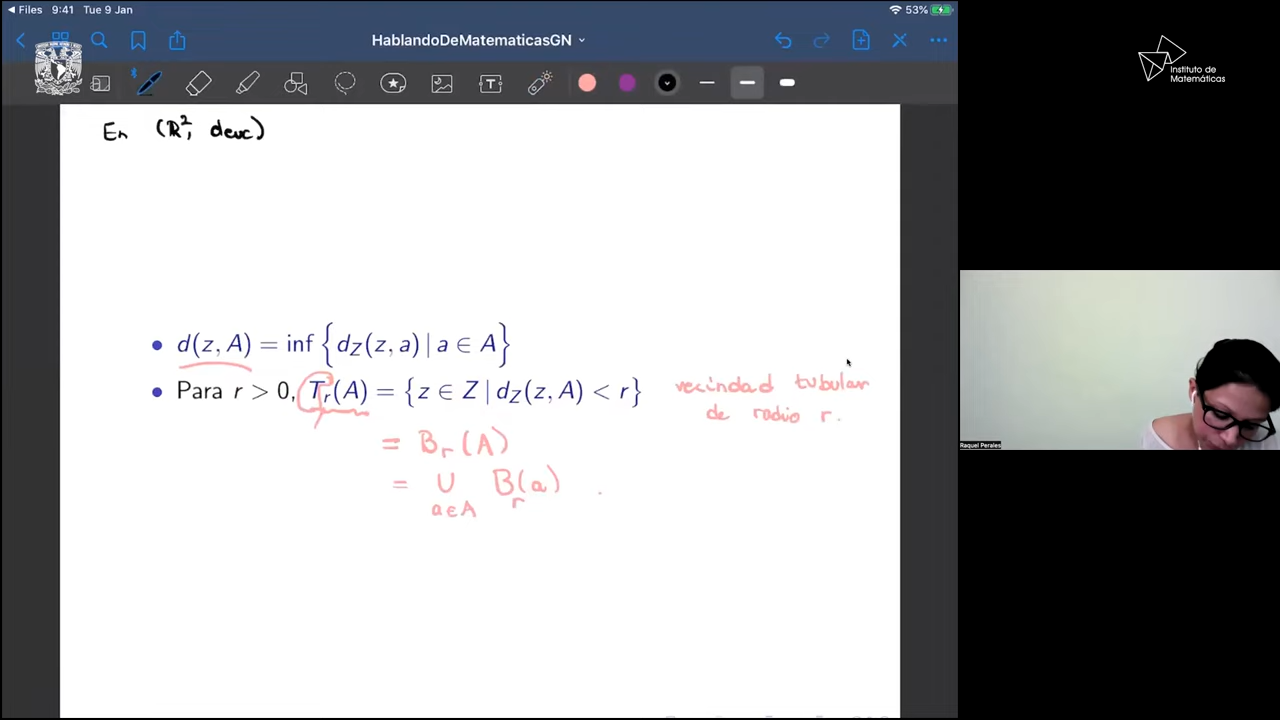 Files 9:41 Tue 9 Jan 53%
HablandoDeMatematicasGN
Instituto de
Matemáticas
En (ℝ², deuc)
• d(z, A) = inf { d_Z(z, a) | a ∈ A }
• Para r > 0, T_r(A) = {z ∈ Z | d_Z(z, A) < r} vecindad tubular
de radio r.
= B_r(A)
= ∪ B_r(a)
a∈A
Raquel Perales